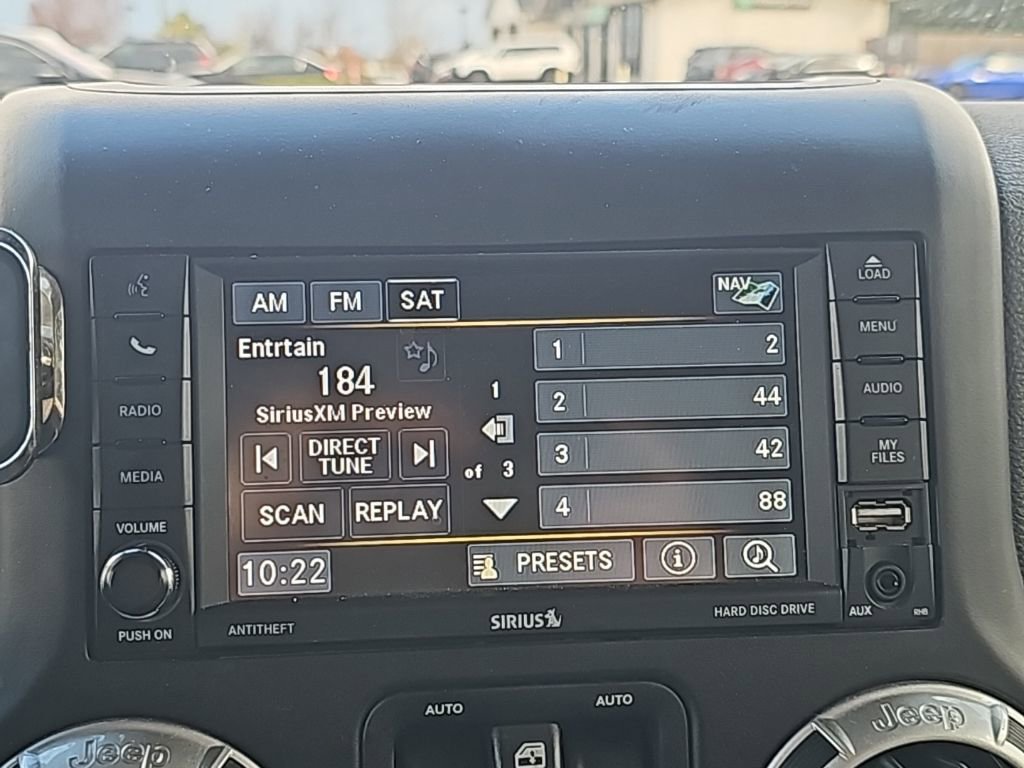 AM FM SAT NAV
LOAD
MENU
Entrtain
1 2
184
1
2 44
AUDIO
RADIO
SiriusXM Preview
DIRECT
TUNE
of 3
3 42
MY
FILES
MEDIA
SCAN REPLAY
4 88
VOLUME
10:22
PRESETS
i
PUSH ON
ANTITHEFT
SIRIUS
HARD DISC DRIVE
AUX
RHB
AUTO
AUTO
Jeep
Jeep